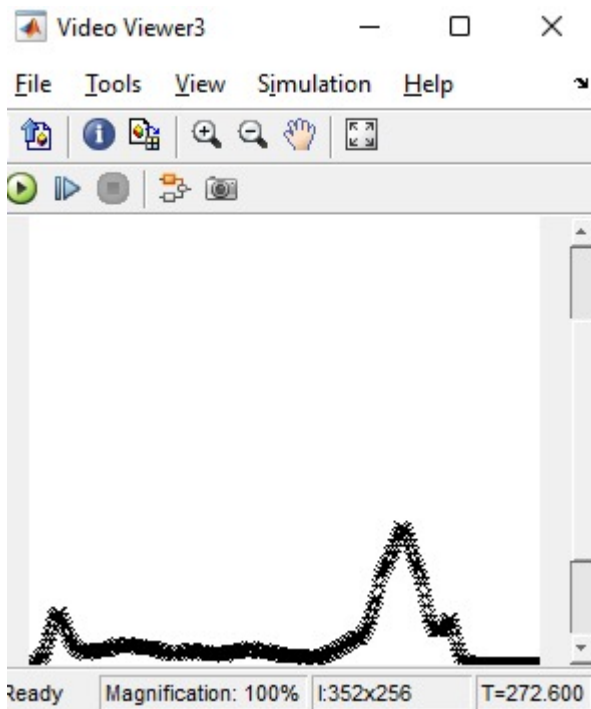 Video Viewer3
File Tools View Simulation Help
Ready Magnification: 100% I:352x256 T=272.600